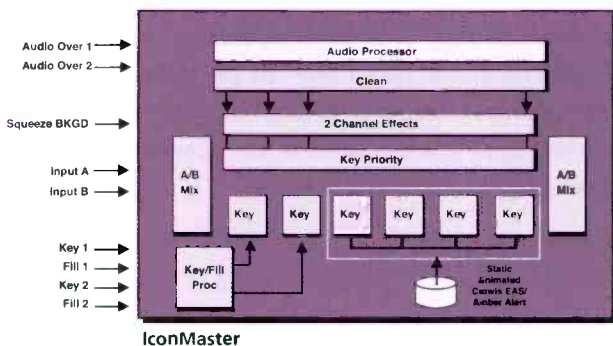 Audio Over 1
Audio Over 2
Squeeze BKGD
Input A
Input B
Key 1
Fill 1
Key 2
Fill 2
Audio Processor
Clean
2 Channel Effects
Key Priority
A/B
Mix
A/B
Mix
Key
Key
Key
Key
Key
Key
Key/Fill
Proc
Static
Animated
Crawls EAS/
Amber Alert
IconMaster